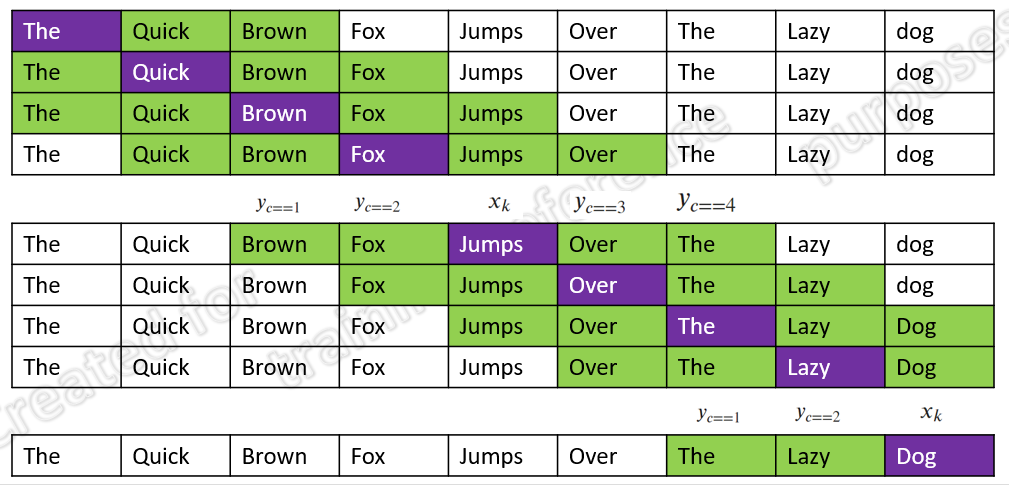 The Quick Brown Fox Jumps Over The Lazy dog
The Quick Brown Fox Jumps Over The Lazy dog
The Quick Brown Fox Jumps Over The Lazy dog
The Quick Brown Fox Jumps Over The Lazy dog
y_{c==1} y_{c==2} x_k y_{c==3} y_{c==4}
The Quick Brown Fox Jumps Over The Lazy dog
The Quick Brown Fox Jumps Over The Lazy dog
The Quick Brown Fox Jumps Over The Lazy Dog
The Quick Brown Fox Jumps Over The Lazy Dog
y_{c==1} y_{c==2} x_k
The Quick Brown Fox Jumps Over The Lazy Dog
created for
purposes